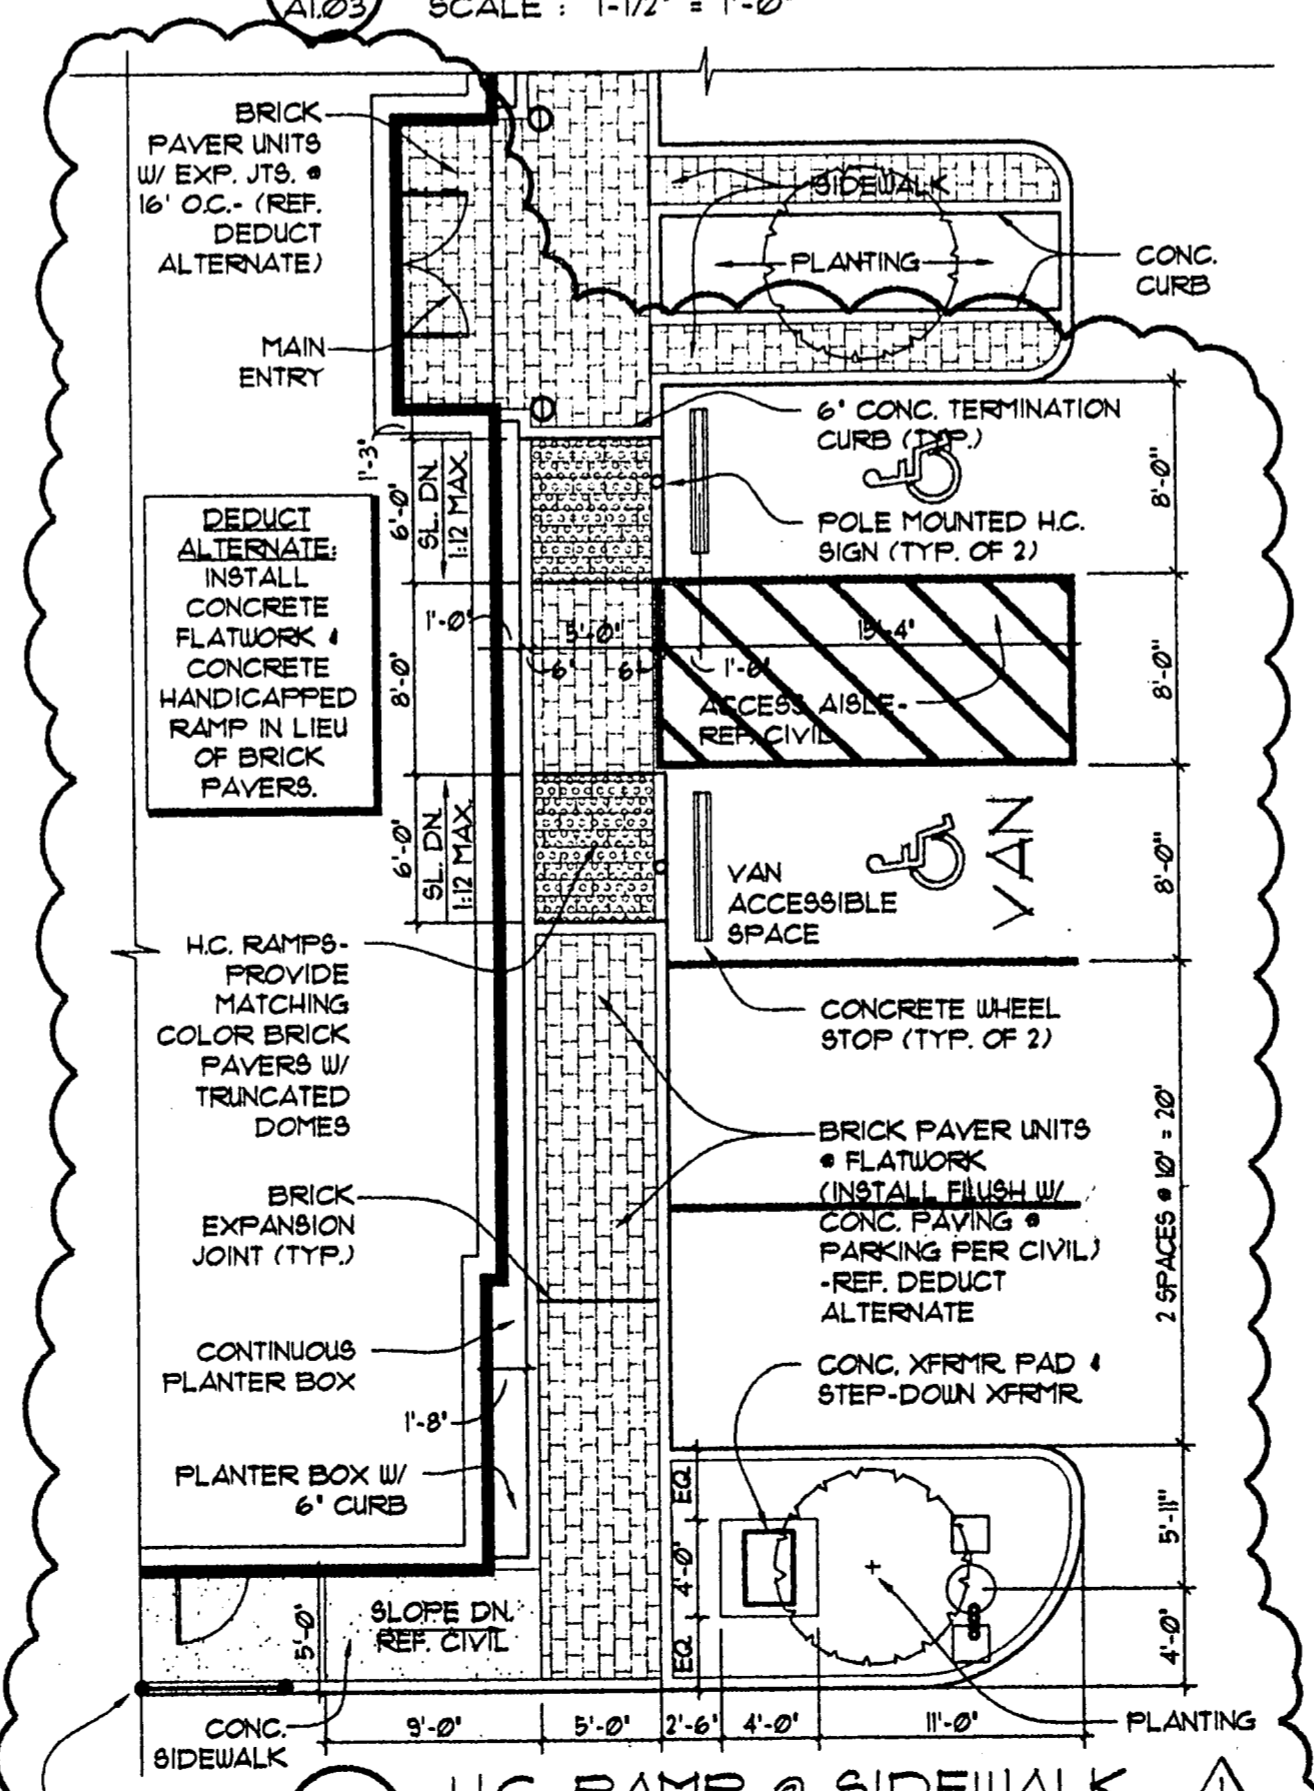 A1.03
SCALE : 1-1/2" = 1'-0"
BRICK
PAVER UNITS
W/ EXP. JTS. @
16' O.C.- (REF.
DEDUCT
ALTERNATE)
SIDEWALK
PLANTING
CONC.
CURB
MAIN
ENTRY
6" CONC. TERMINATION
CURB (TYP.)
1'-3"
6'-0"
SL. DN.
1:12 MAX.
8'-0"
POLE MOUNTED H.C.
SIGN (TYP. OF 2)
DEDUCT
ALTERNATE:
INSTALL
CONCRETE
FLATWORK &
CONCRETE
HANDICAPPED
RAMP IN LIEU
OF BRICK
PAVERS.
1'-0"
5'-0"
15'-4"
6"
6"
1'-6"
8'-0"
8'-0"
ACCESS AISLE-
REF. CIVIL
6'-0"
SL. DN.
1:12 MAX.
VAN
ACCESSIBLE
SPACE
VAN
8'-0"
H.C. RAMPS-
PROVIDE
MATCHING
COLOR BRICK
PAVERS W/
TRUNCATED
DOMES
CONCRETE WHEEL
STOP (TYP. OF 2)
BRICK PAVER UNITS
@ FLATWORK
(INSTALL FLUSH W/
CONC. PAVING @
PARKING PER CIVIL)
-REF. DEDUCT
ALTERNATE
2 SPACES @ 10' = 20'
BRICK
EXPANSION
JOINT (TYP.)
CONTINUOUS
PLANTER BOX
CONC. XFRMR. PAD &
STEP-DOWN XFRMR.
1'-8"
PLANTER BOX W/
6" CURB
EQ.
4'-0"
EQ.
5'-11"
4'-0"
5'-0"
SLOPE DN.
REF. CIVIL
CONC.
SIDEWALK
9'-0"
5'-0"
2'-6"
4'-0"
11'-0"
PLANTING
H.C. RAMP @ SIDEWALK